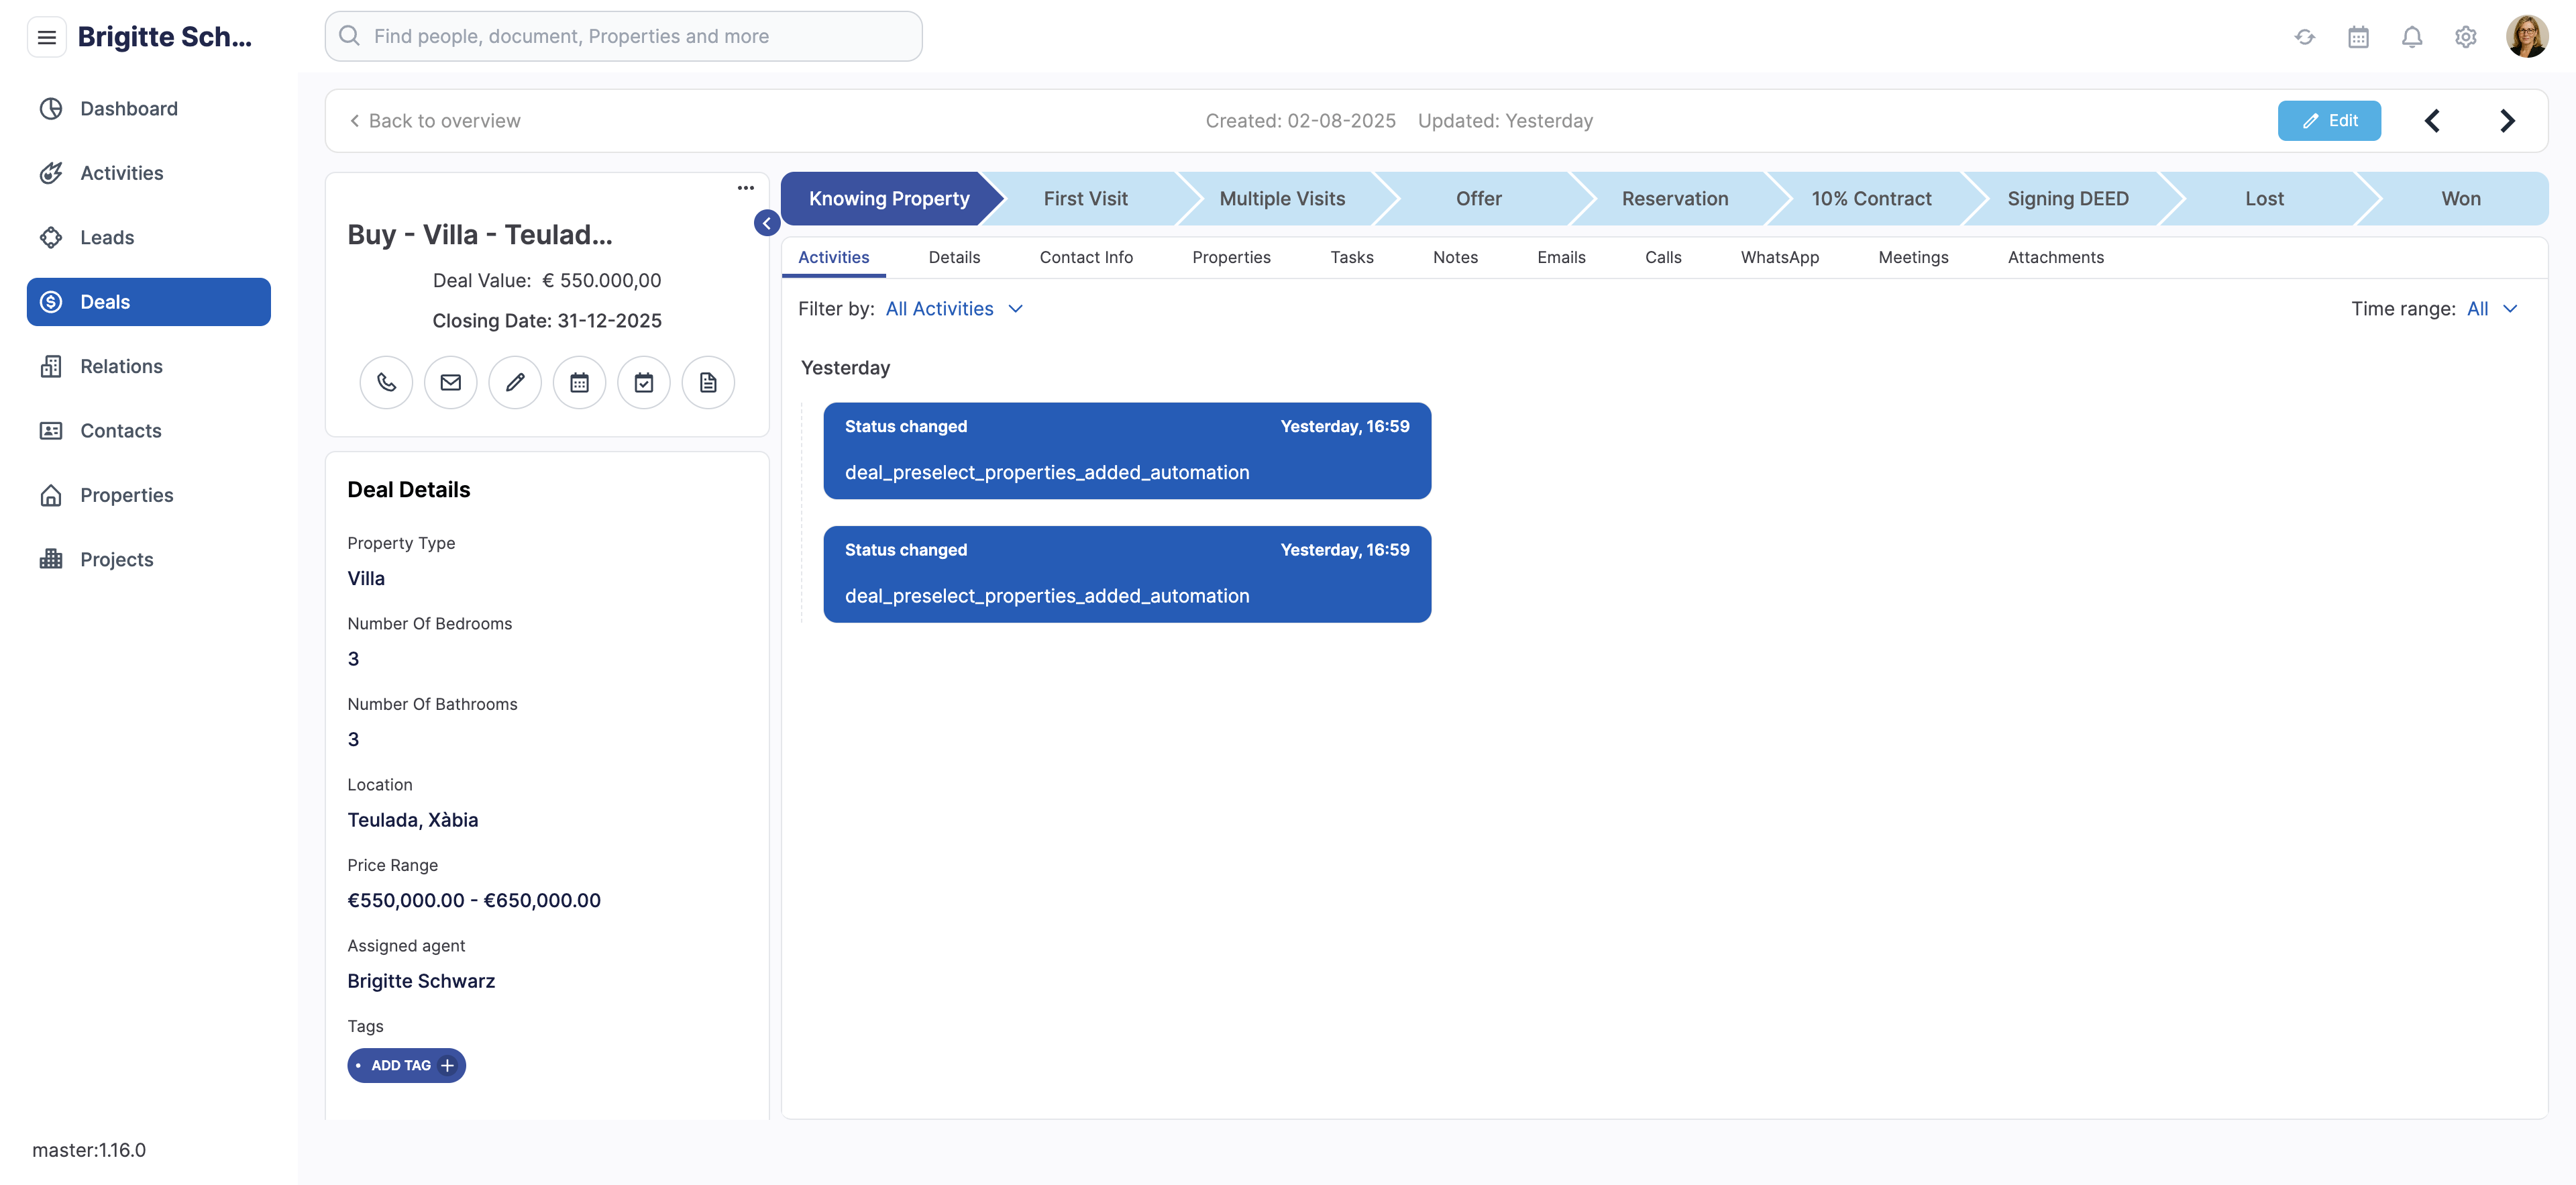 Brigitte Sch...
Find people, document, Properties and more
Dashboard
Activities
Leads
Deals
Relations
Contacts
Properties
Projects
master:1.16.0
Back to overview
Created: 02-08-2025 Updated: Yesterday
Edit
Buy - Villa - Teulad...
Deal Value: € 550.000,00
Closing Date: 31-12-2025
Deal Details
Property Type
Villa
Number Of Bedrooms
3
Number Of Bathrooms
3
Location
Teulada, Xàbia
Price Range
€550,000.00 - €650,000.00
Assigned agent
Brigitte Schwarz
Tags
• ADD TAG +
Knowing Property First Visit Multiple Visits Offer Reservation 10% Contract Signing DEED Lost Won
Activities Details Contact Info Properties Tasks Notes Emails Calls WhatsApp Meetings Attachments
Filter by: All Activities Time range: All
Yesterday
Status changed Yesterday, 16:59
deal_preselect_properties_added_automation
Status changed Yesterday, 16:59
deal_preselect_properties_added_automation